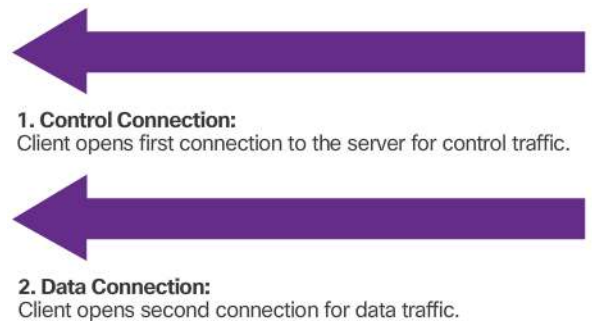 1. Control Connection:
Client opens first connection to the server for control traffic.
2. Data Connection:
Client opens second connection for data traffic.